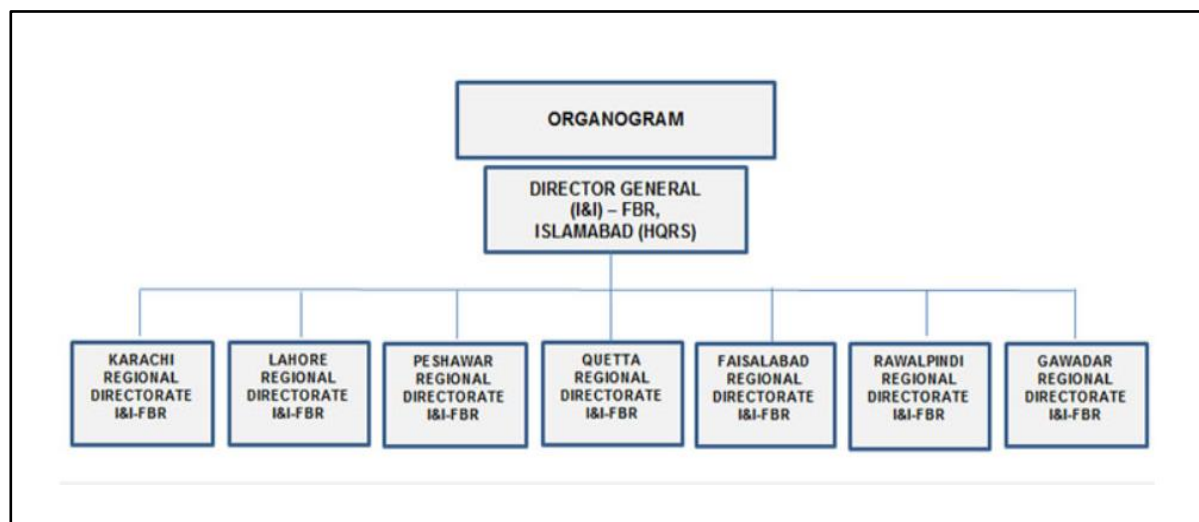 ORGANOGRAM
DIRECTOR GENERAL
(I&I) – FBR,
ISLAMABAD (HQRS)
KARACHI
REGIONAL
DIRECTORATE
I&I-FBR
LAHORE
REGIONAL
DIRECTORATE
I&I-FBR
PESHAWAR
REGIONAL
DIRECTORATE
I&I-FBR
QUETTA
REGIONAL
DIRECTORATE
I&I-FBR
FAISALABAD
REGIONAL
DIRECTORATE
I&I-FBR
RAWALPINDI
REGIONAL
DIRECTORATE
I&I-FBR
GAWADAR
REGIONAL
DIRECTORATE
I&I-FBR